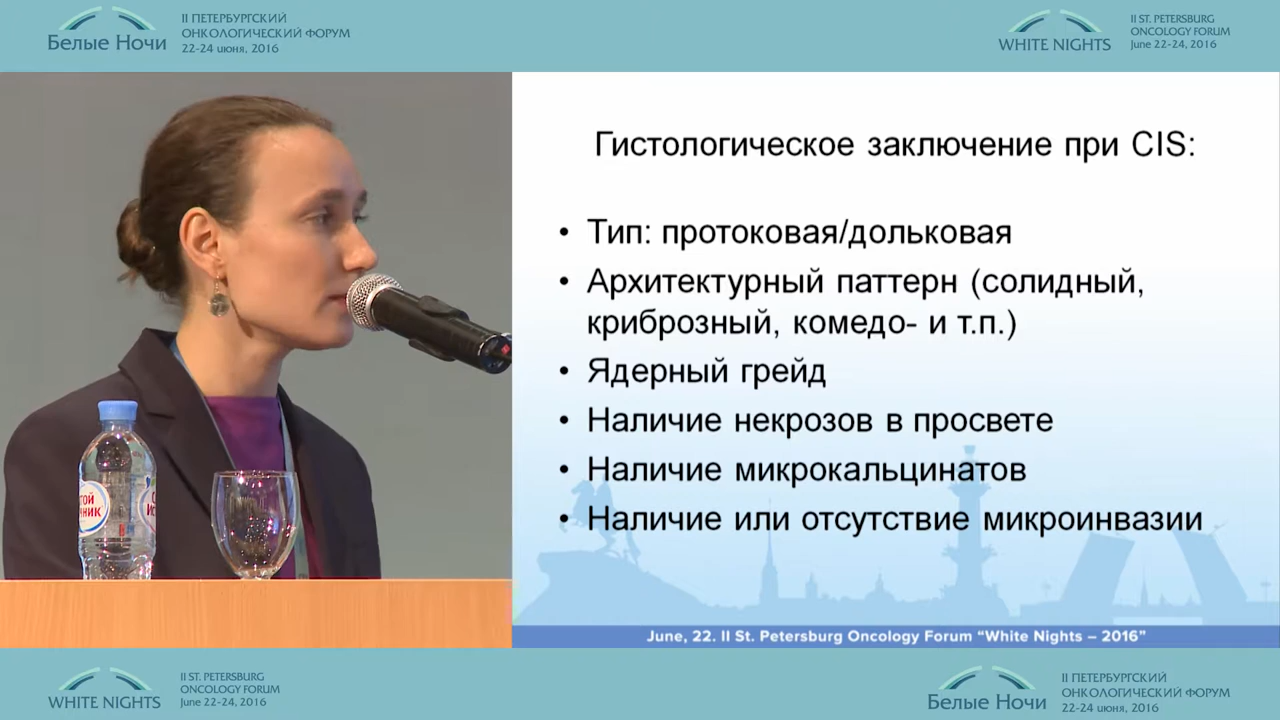 Белые Ночи
II ПЕТЕРБУРГСКИЙ
ОНКОЛОГИЧЕСКИЙ ФОРУМ
22-24 июня, 2016
WHITE NIGHTS
II ST. PETERSBURG
ONCOLOGY FORUM
June 22-24, 2016
Гистологическое заключение при CIS:
• Тип: протоковая/дольковая
• Архитектурный паттерн (солидный,
криброзный, комедо- и т.п.)
• Ядерный грейд
• Наличие некрозов в просвете
• Наличие микрокальцинатов
• Наличие или отсутствие микроинвазии
June, 22. II St. Petersburg Oncology Forum “White Nights – 2016”
WHITE NIGHTS
II ST. PETERSBURG
ONCOLOGY FORUM
June 22-24, 2016
Белые Ночи
II ПЕТЕРБУРГСКИЙ
ОНКОЛОГИЧЕСКИЙ ФОРУМ
22-24 июня, 2016